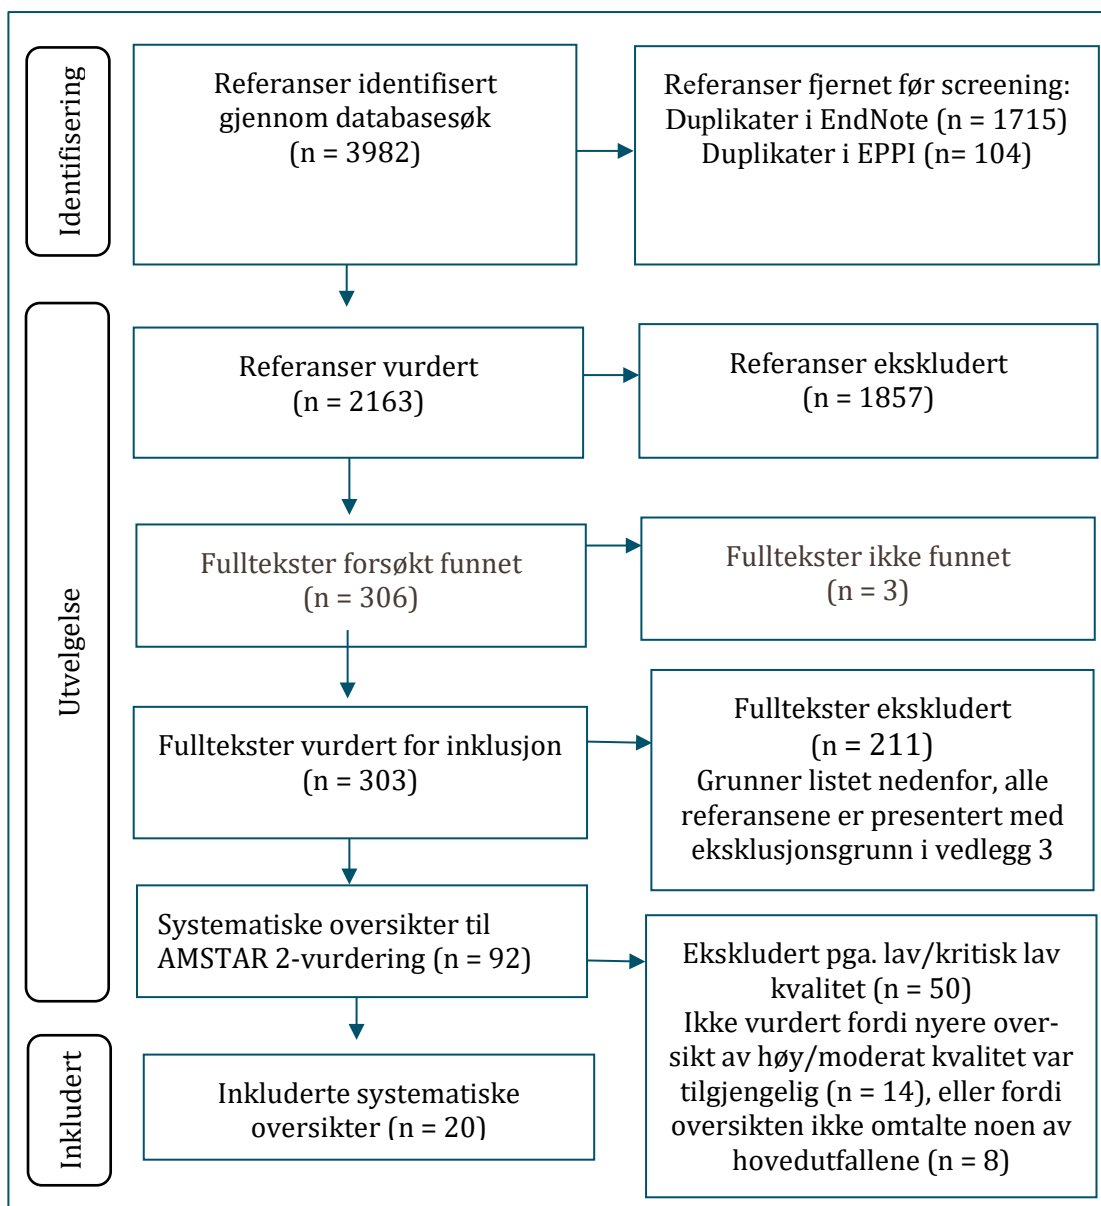 Identifisering
Referanser identifisert
gjennom databasesøk
(n = 3982)
Referanser fjernet før screening:
Duplikater i EndNote (n = 1715)
Duplikater i EPPI (n= 104)
Utvelgelse
Referanser vurdert
(n = 2163)
Referanser ekskludert
(n = 1857)
Fulltekster forsøkt funnet
(n = 306)
Fulltekster ikke funnet
(n = 3)
Fulltekster vurdert for inklusjon
(n = 303)
Fulltekster ekskludert
(n = 211)
Grunner listet nedenfor, alle
referansene er presentert med
eksklusjonsgrunn i vedlegg 3
Systematiske oversikter til
AMSTAR 2-vurdering (n = 92)
Ekskludert pga. lav/kritisk lav
kvalitet (n = 50)
Ikke vurdert fordi nyere over-
sikt av høy/moderat kvalitet var
tilgjengelig (n = 14), eller fordi
oversikten ikke omtalte noen av
hovedutfallene (n = 8)
Inkludert
Inkluderte systematiske
oversikter (n = 20)